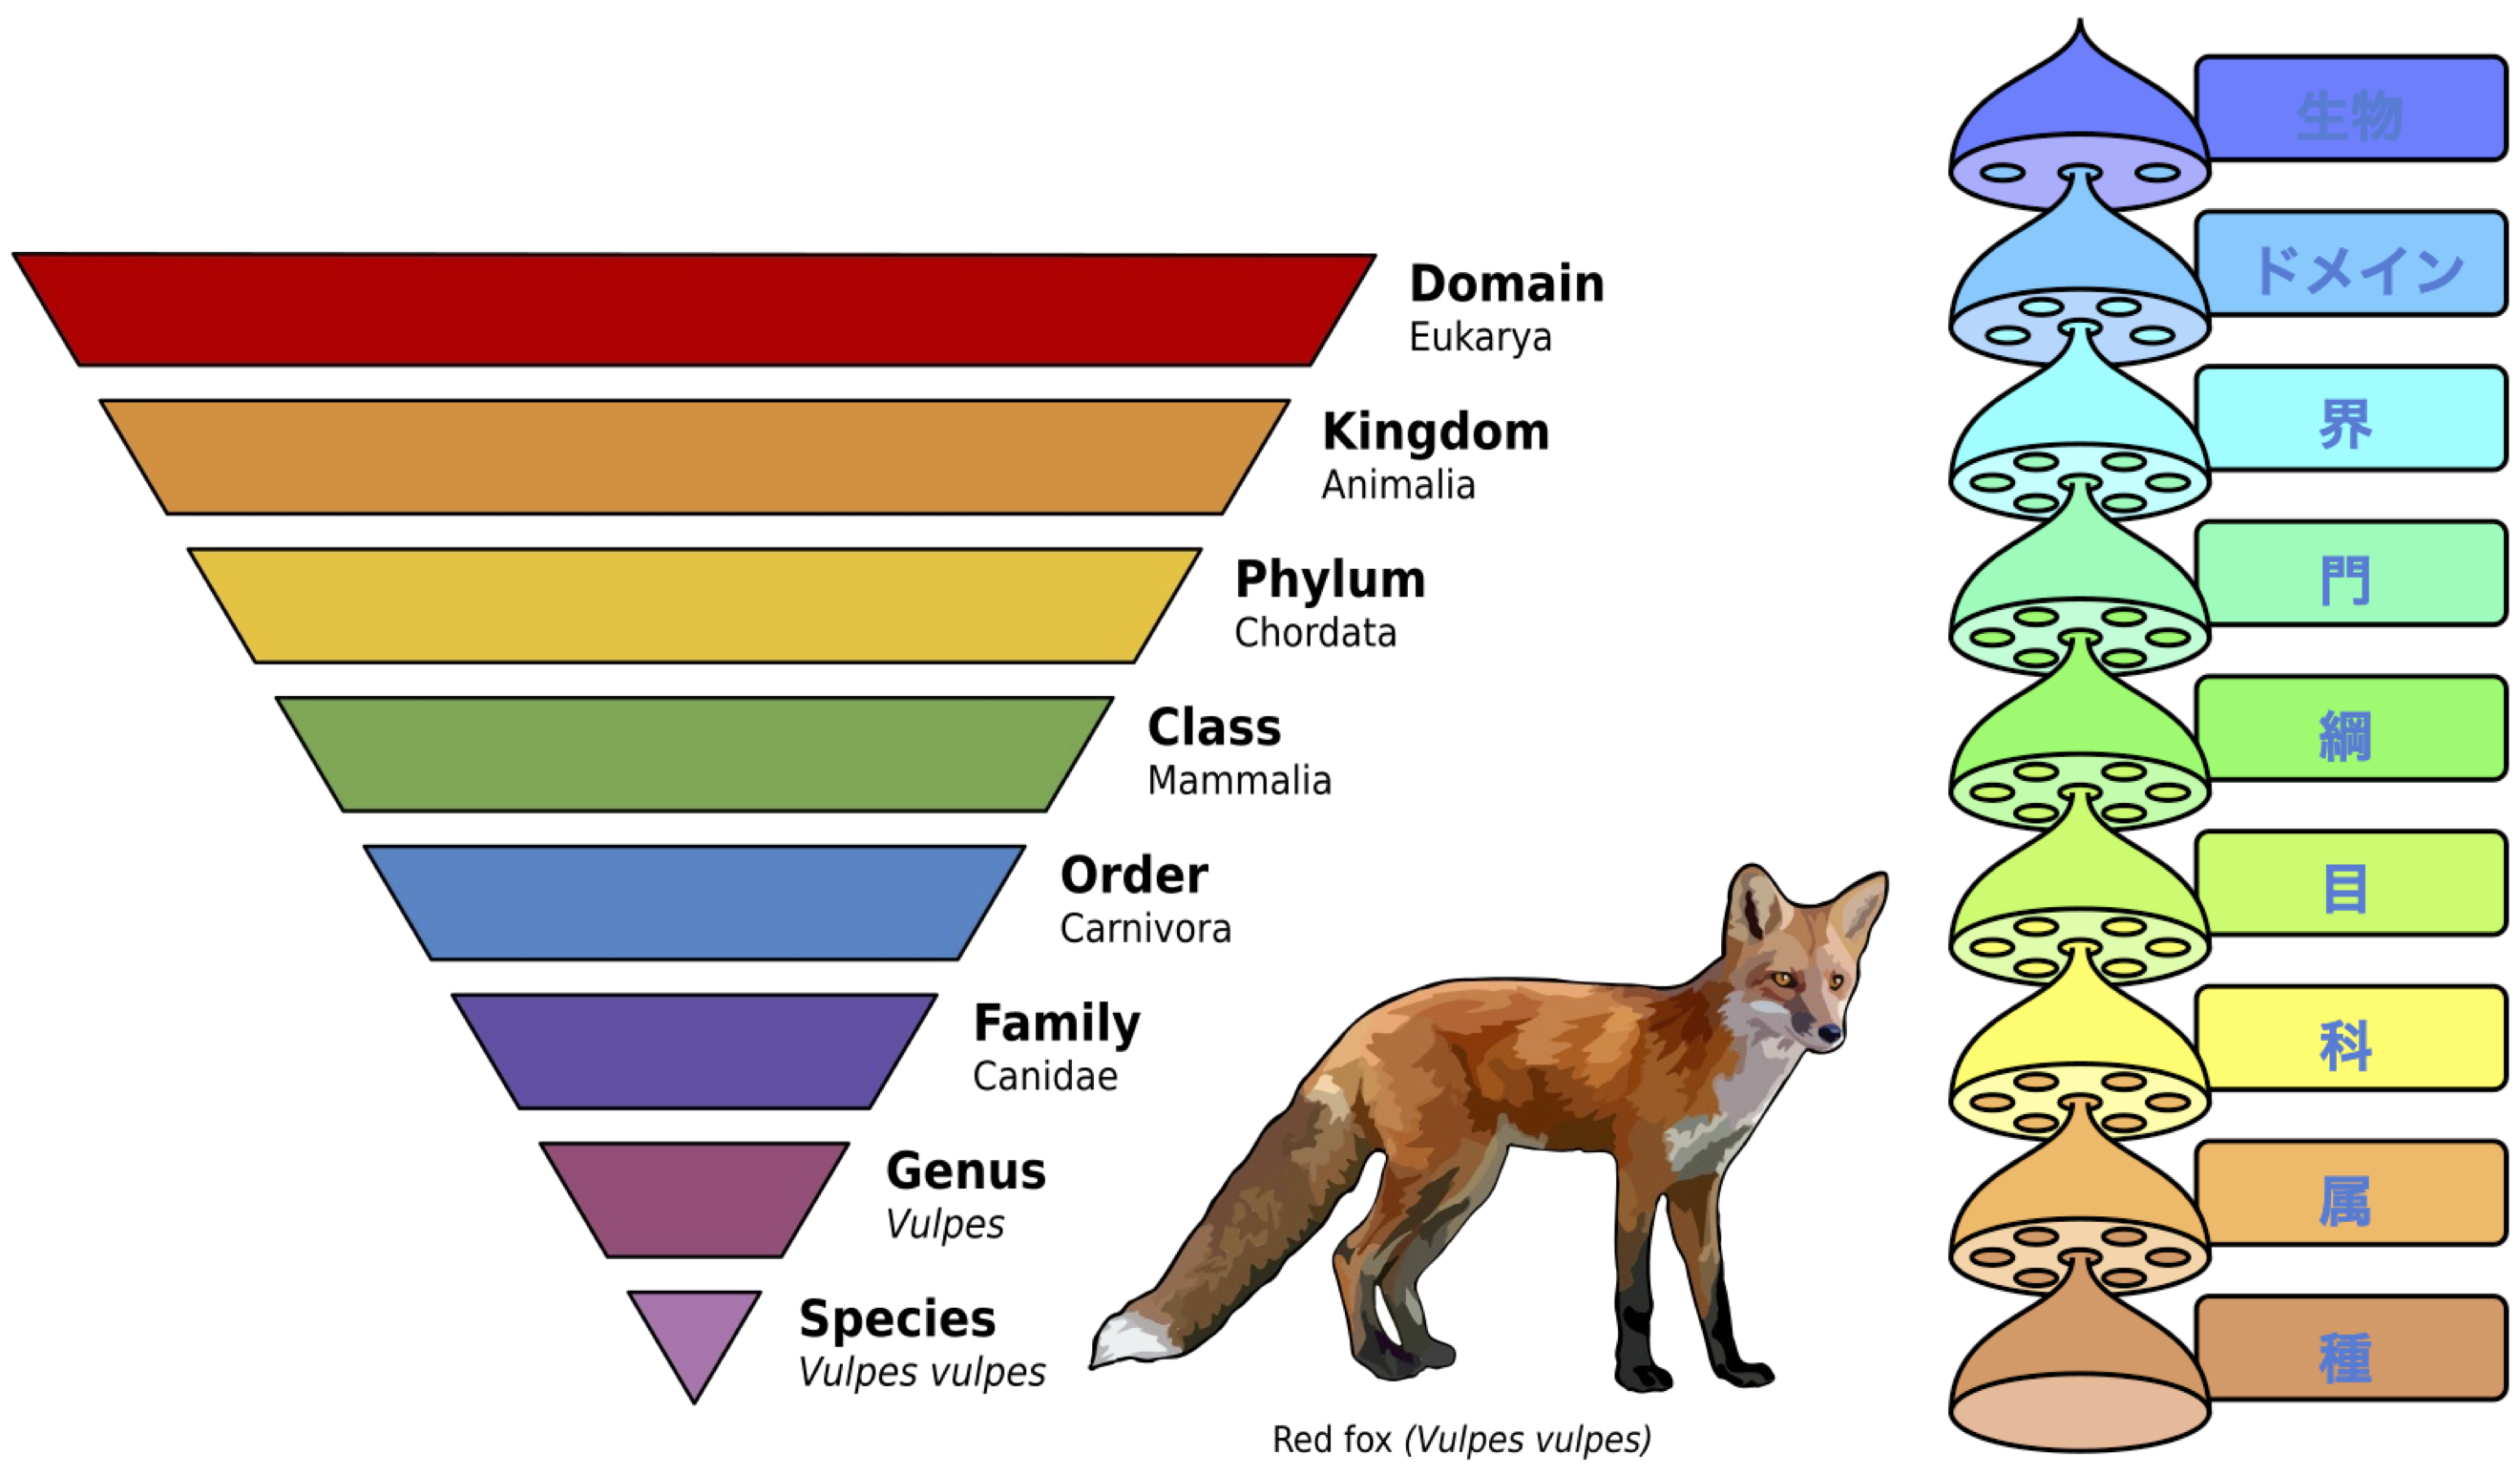 Domain
Eukarya
Kingdom
Animalia
Phylum
Chordata
Class
Mammalia
Order
Carnivora
Family
Canidae
Genus
Vulpes
Species
Vulpes vulpes
Red fox (Vulpes vulpes)
生物
ドメイン
界
門
綱
目
科
属
種